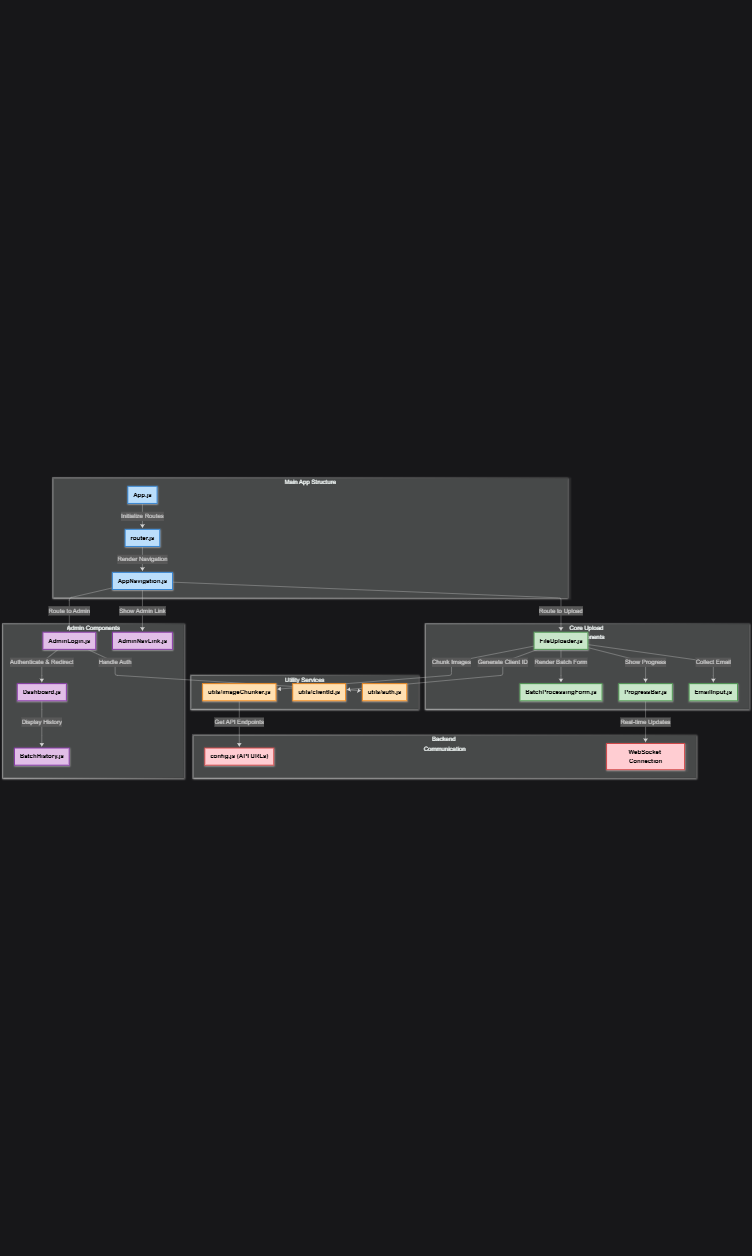 Main App Structure
App.js
Initialize Routes
router.js
Render Navigation
AppNavigation.js
Route to Admin
Show Admin Link
Route to Upload
Admin Components
AdminLogin.js
AdminNavLink.js
Authenticate & Redirect
Handle Auth
Dashboard.js
Display History
BatchHistory.js
Utility Services
utils/imageChunker.js
utils/clientId.js
utils/auth.js
Get API Endpoints
Core Upload
nents
FileUploader.js
Chunk Images
Generate Client ID
Render Batch Form
Show Progress
Collect Email
BatchProcessingForm.js
ProgressBar.js
EmailInput.js
Real-time Updates
Backend
Communication
config.js (API URLs)
WebSocket
Connection